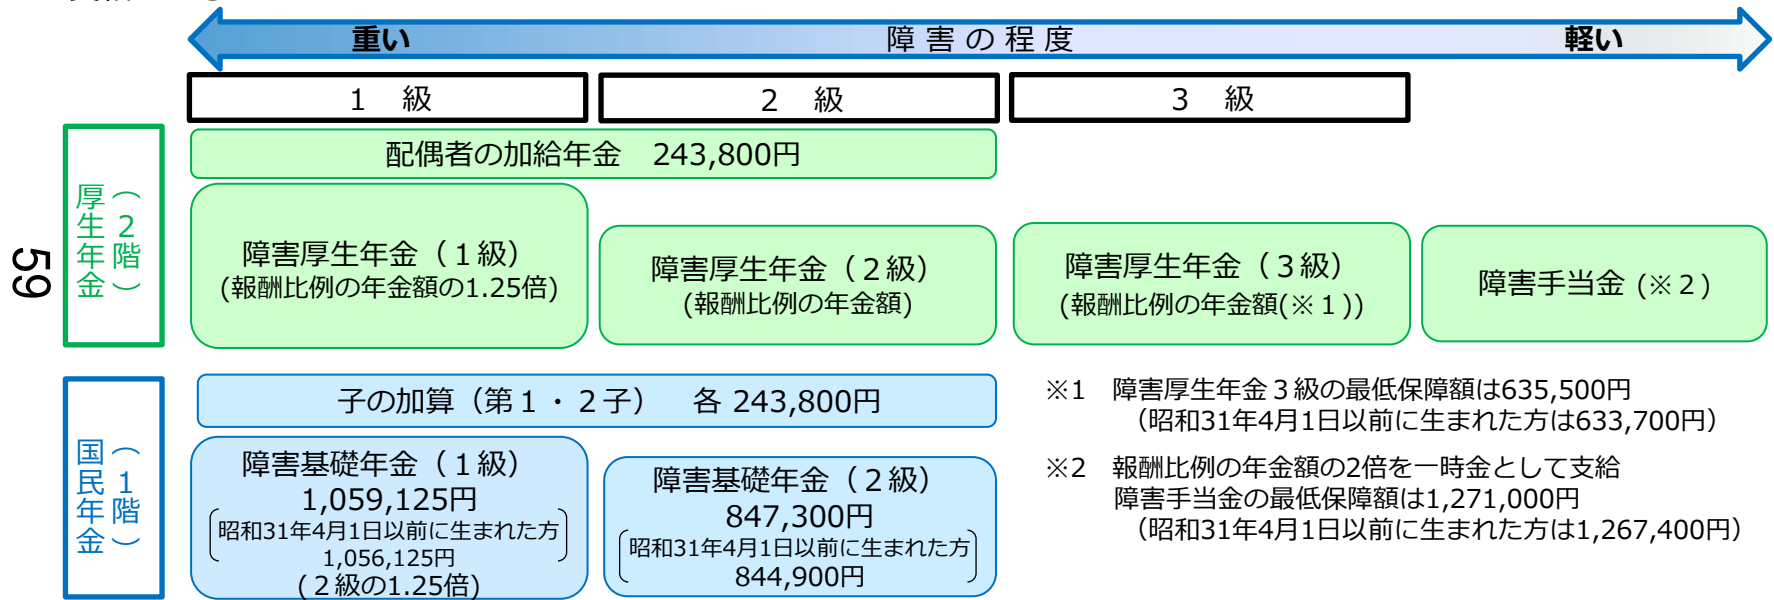 重い 障害の程度 軽い
1 級 2 級 3 級
厚生年金
（2階）
配偶者の加給年金 243,800円
障害厚生年金（１級）
(報酬比例の年金額の1.25倍)
障害厚生年金（２級）
(報酬比例の年金額)
障害厚生年金（３級）
(報酬比例の年金額(※１))
障害手当金 (※２)
59
国民年金
（1階）
子の加算（第１・２子） 各 243,800円
障害基礎年金（１級）
1,059,125円
昭和31年4月1日以前に生まれた方
1,056,125円
(２級の1.25倍)
障害基礎年金（２級）
847,300円
昭和31年4月1日以前に生まれた方
844,900円
※1 障害厚生年金３級の最低保障額は635,500円
（昭和31年4月1日以前に生まれた方は633,700円）
※2 報酬比例の年金額の2倍を一時金として支給
障害手当金の最低保障額は1,271,000円
（昭和31年4月1日以前に生まれた方は1,267,400円）